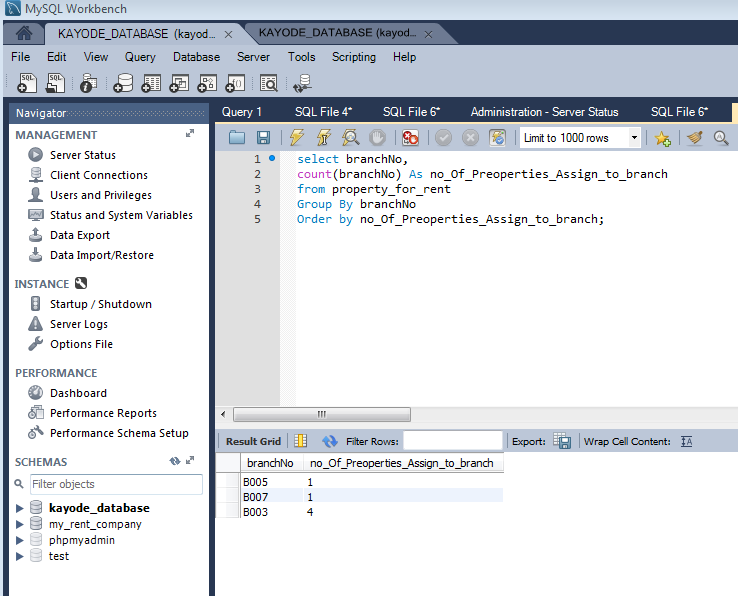 MySQL Workbench
KAYODE_DATABASE (kayod...
KAYODE_DATABASE (kayod...
File Edit View Query Database Server Tools Scripting Help
Navigator
Query 1 SQL File 4* SQL File 6* Administration - Server Status SQL File 6*
MANAGEMENT
Server Status
Client Connections
Users and Privileges
Status and System Variables
Data Export
Data Import/Restore
INSTANCE
Startup / Shutdown
Server Logs
Options File
PERFORMANCE
Dashboard
Performance Reports
Performance Schema Setup
SCHEMAS
Filter objects
kayode_database
my_rent_company
phpmyadmin
test
Limit to 1000 rows
1 select branchNo,
2 count(branchNo) As no_Of_Preoperties_Assign_to_branch
3 from property_for_rent
4 Group By branchNo
5 Order by no_Of_Preoperties_Assign_to_branch;
Result Grid Filter Rows: Export: Wrap Cell Content:
branchNo no_Of_Preoperties_Assign_to_branch
B005 1
B007 1
B003 4